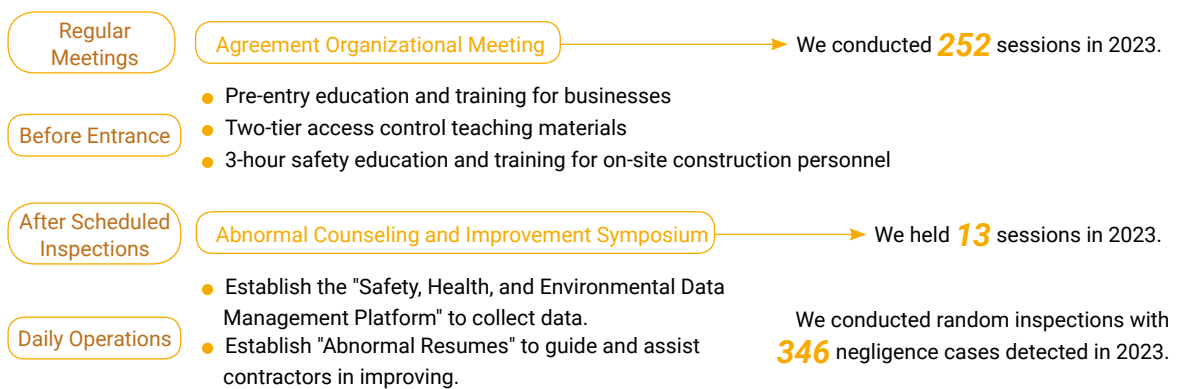 Regular
Meetings
Agreement Organizational Meeting
We conducted 252 sessions in 2023.
Before Entrance
Pre-entry education and training for businesses
Two-tier access control teaching materials
3-hour safety education and training for on-site construction personnel
After Scheduled
Inspections
Abnormal Counseling and Improvement Symposium
We held 13 sessions in 2023.
Daily Operations
Establish the "Safety, Health, and Environmental Data
Management Platform" to collect data.
Establish "Abnormal Resumes" to guide and assist
contractors in improving.
We conducted random inspections with
346 negligence cases detected in 2023.